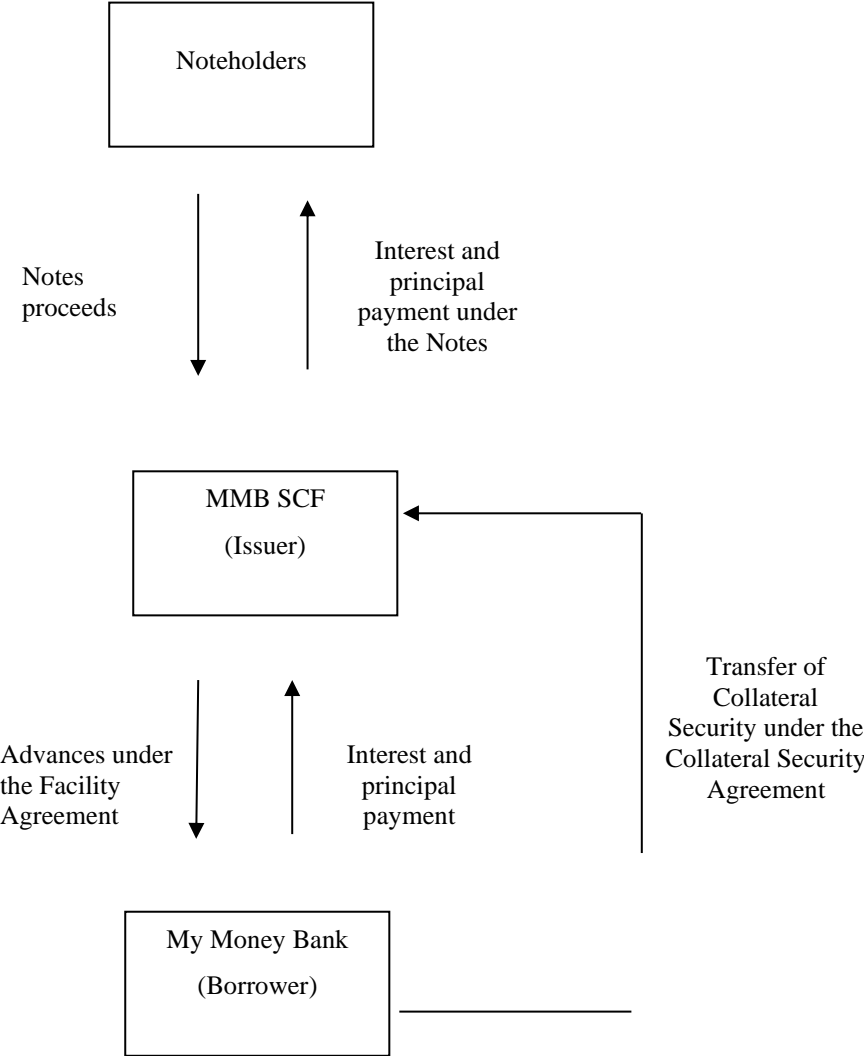 Noteholders
Notes
proceeds
Interest and
principal
payment under
the Notes
MMB SCF
(Issuer)
Advances under
the Facility
Agreement
Interest and
principal
payment
Transfer of
Collateral
Security under the
Collateral Security
Agreement
My Money Bank
(Borrower)